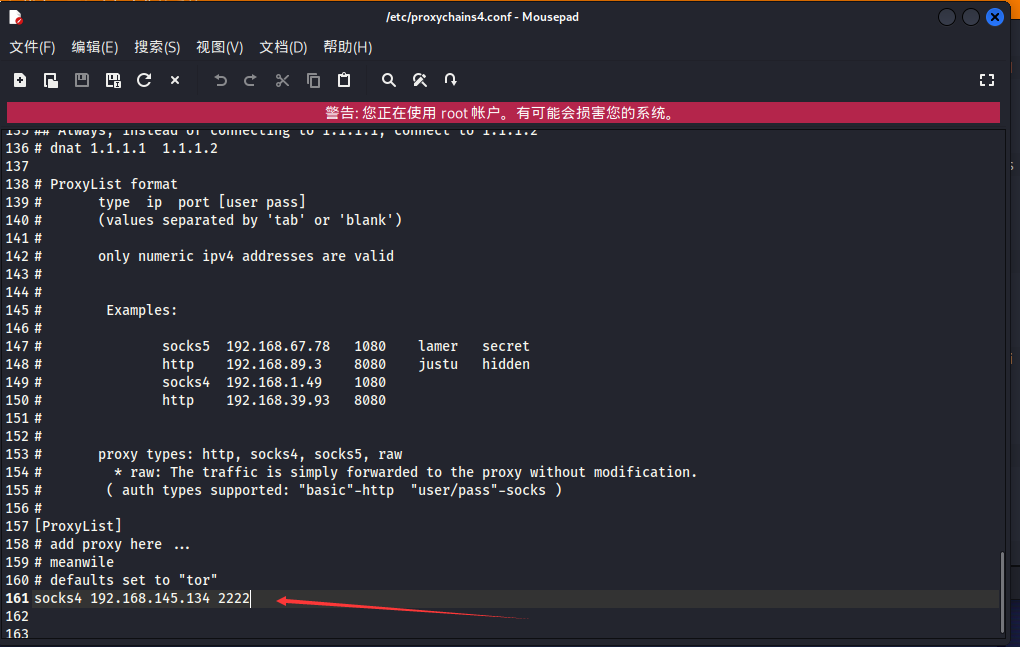 /etc/proxychains4.conf - Mousepad
文件(F) 编辑(E) 搜索(S) 视图(V) 文档(D) 帮助(H)
警告: 您正在使用 root 帐户。有可能会损害您的系统。
135 ## Always, instead of connecting to 1.1.1.1, connect to 1.1.1.2
136 # dnat 1.1.1.1  1.1.1.2
137
138 # ProxyList format
139 #       type  ip  port [user pass]
140 #       (values separated by 'tab' or 'blank')
141 #
142 #       only numeric ipv4 addresses are valid
143 #
144 #
145 #        Examples:
146 #
147 #               socks5  192.168.67.78   1080    lamer   secret
148 #               http    192.168.89.3    8080    justu   hidden
149 #               socks4  192.168.1.49    1080
150 #               http    192.168.39.93   8080
151 #
152 #
153 #       proxy types: http, socks4, socks5, raw
154 #         * raw: The traffic is simply forwarded to the proxy without modification.
155 #        ( auth types supported: "basic"-http  "user/pass"-socks )
156 #
157 [ProxyList]
158 # add proxy here ...
159 # meanwile
160 # defaults set to "tor"
161 socks4 192.168.145.134 2222
162
163